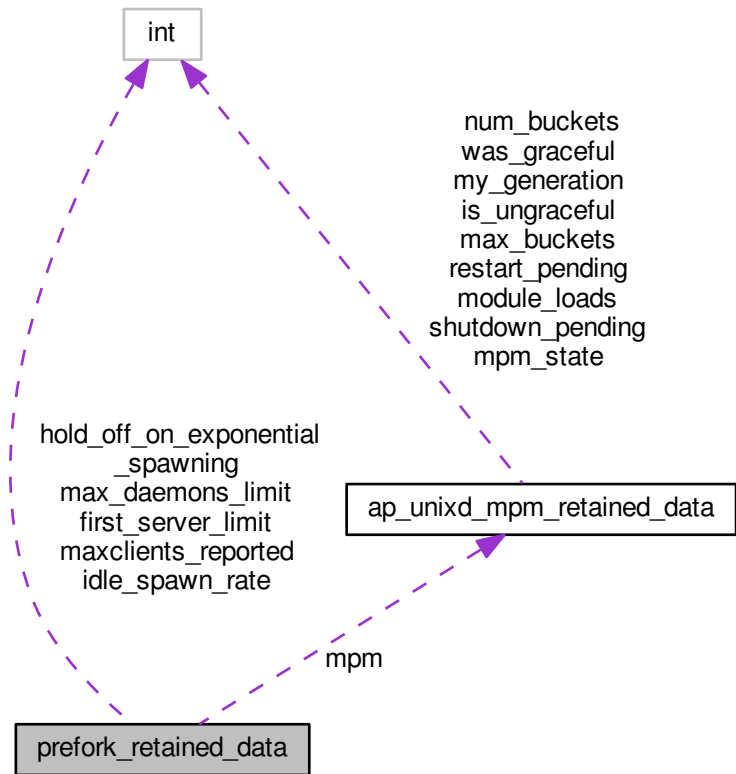 int
num_buckets
was_graceful
my_generation
is_ungraceful
max_buckets
restart_pending
module_loads
shutdown_pending
mpm_state
hold_off_on_exponential
_spawning
max_daemons_limit
first_server_limit
maxclients_reported
idle_spawn_rate
ap_unixd_mpm_retained_data
mpm
prefork_retained_data